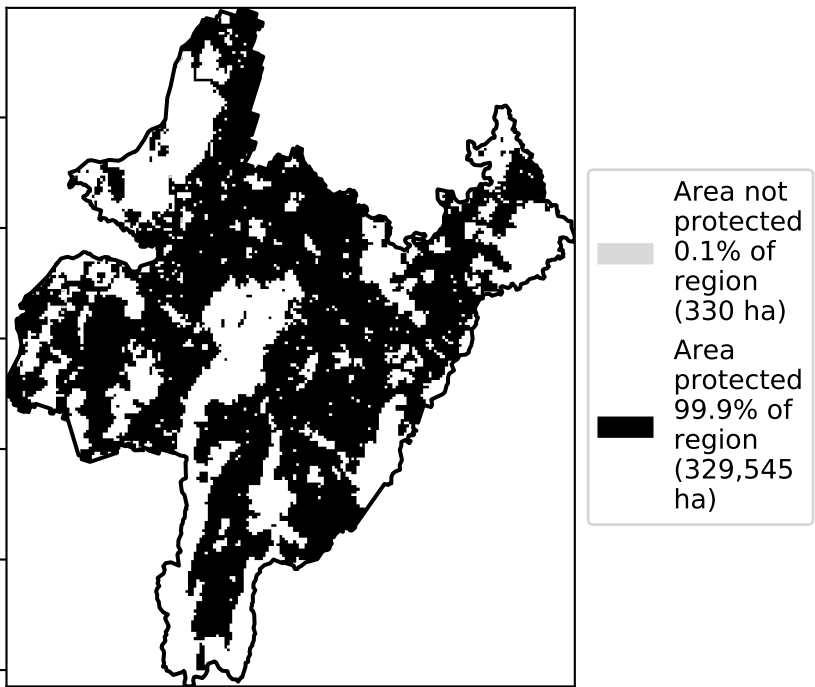 Area not
protected
0.1% of
region
(330 ha)
Area
protected
99.9% of
region
(329,545
ha)